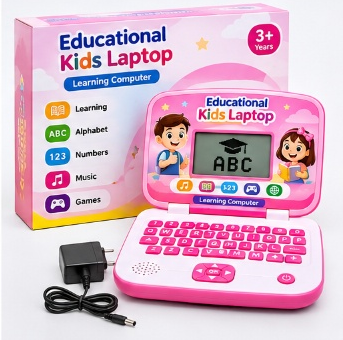 Educational
Kids Laptop
Learning Computer
3+
Years
Learning
ABC
Alphabet
123
Numbers
Music
Games
Educational
Kids Laptop
ABC
123
Learning Computer
OK